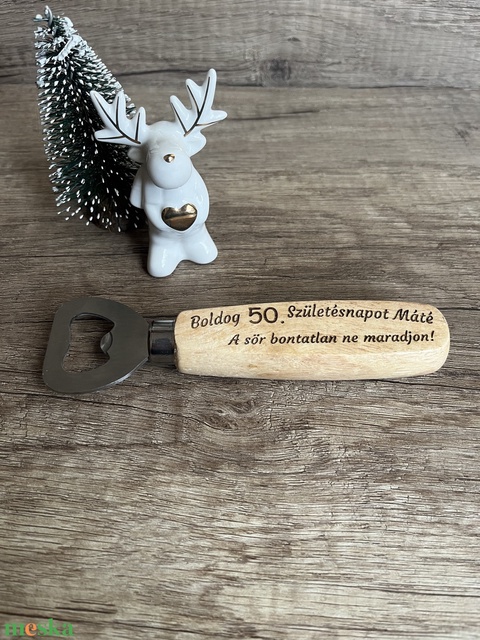 Boldog 50. Születésnapot Máté
A sör bontatlan ne maradjon!
meska